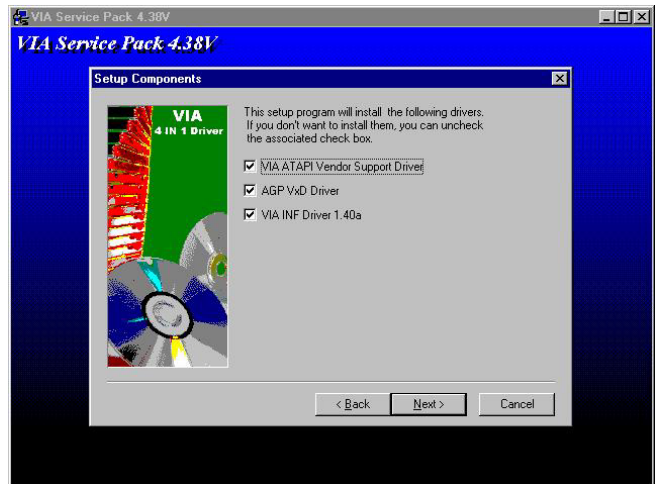 VIA Service Pack 4.38V
VIA Service Pack 4.38V
Setup Components
VIA
4 IN 1 Driver
This setup program will install the following drivers.
If you don't want to install them, you can uncheck
the associated check box.
VIA ATAPI Vendor Support Driver
AGP VxD Driver
VIA INF Driver 1.40a
< Back
Next >
Cancel